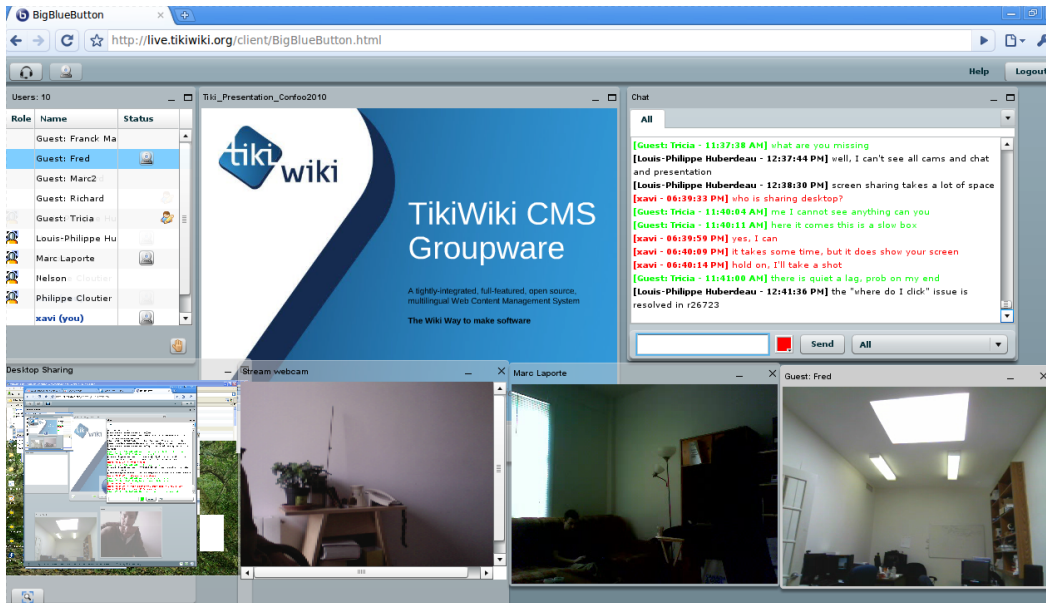 BigBlueButton
http://live.tikiwiki.org/client/BigBlueButton.html
Help
Logout
Users: 10
Role Name Status
Guest: Franck Ma
Guest: Fred
Guest: Marc2
Guest: Richard
Guest: Tricia
Louis-Philippe Hu
Marc Laporte
Nelson
Philippe Cloutier
xavi (you)
Tiki_Presentation_Confoo2010
tiki
wiki
TikiWiki CMS
Groupware
A tightly-integrated, full-featured, open source,
multilingual Web Content Management System
The Wiki Way to make software
Chat
All
[Guest: Tricia - 11:37:38 AM] what are you missing
[Louis-Philippe Huberdeau - 12:37:44 PM] well, I can't see all cams and chat
and presentation
[Louis-Philippe Huberdeau - 12:38:30 PM] screen sharing takes a lot of space
[xavi - 06:39:33 PM] who is sharing desktop?
[Guest: Tricia - 11:40:04 AM] me I cannot see anything can you
[Guest: Tricia - 11:40:11 AM] here it comes this is a slow box
[xavi - 06:39:59 PM] yes, I can
[xavi - 06:40:09 PM] it takes some time, but it does show your screen
[xavi - 06:40:14 PM] hold on, I'll take a shot
[Guest: Tricia - 11:41:00 AM] there is quiet a lag, prob on my end
[Louis-Philippe Huberdeau - 12:41:36 PM] the "where do I click" issue is
resolved in r26723
Send
All
Desktop Sharing
Stream webcam
Marc Laporte
Guest: Fred